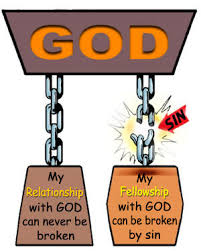 GOD
SIN
My
Relationship
with GOD
can never be
broken
My
Fellowship
with GOD
can be broken
by sin